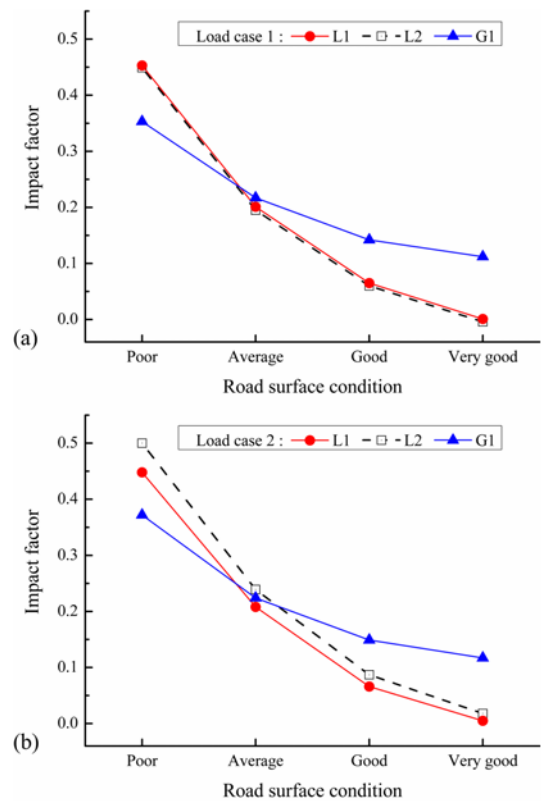 Load case 1 : L1 L2 G1
0.5
0.4
0.3
0.2
0.1
0.0
Impact factor
(a)
Poor Average Good Very good
Road surface condition
Load case 2 : L1 L2 G1
0.5
0.4
0.3
0.2
0.1
0.0
Impact factor
(b)
Poor Average Good Very good
Road surface condition